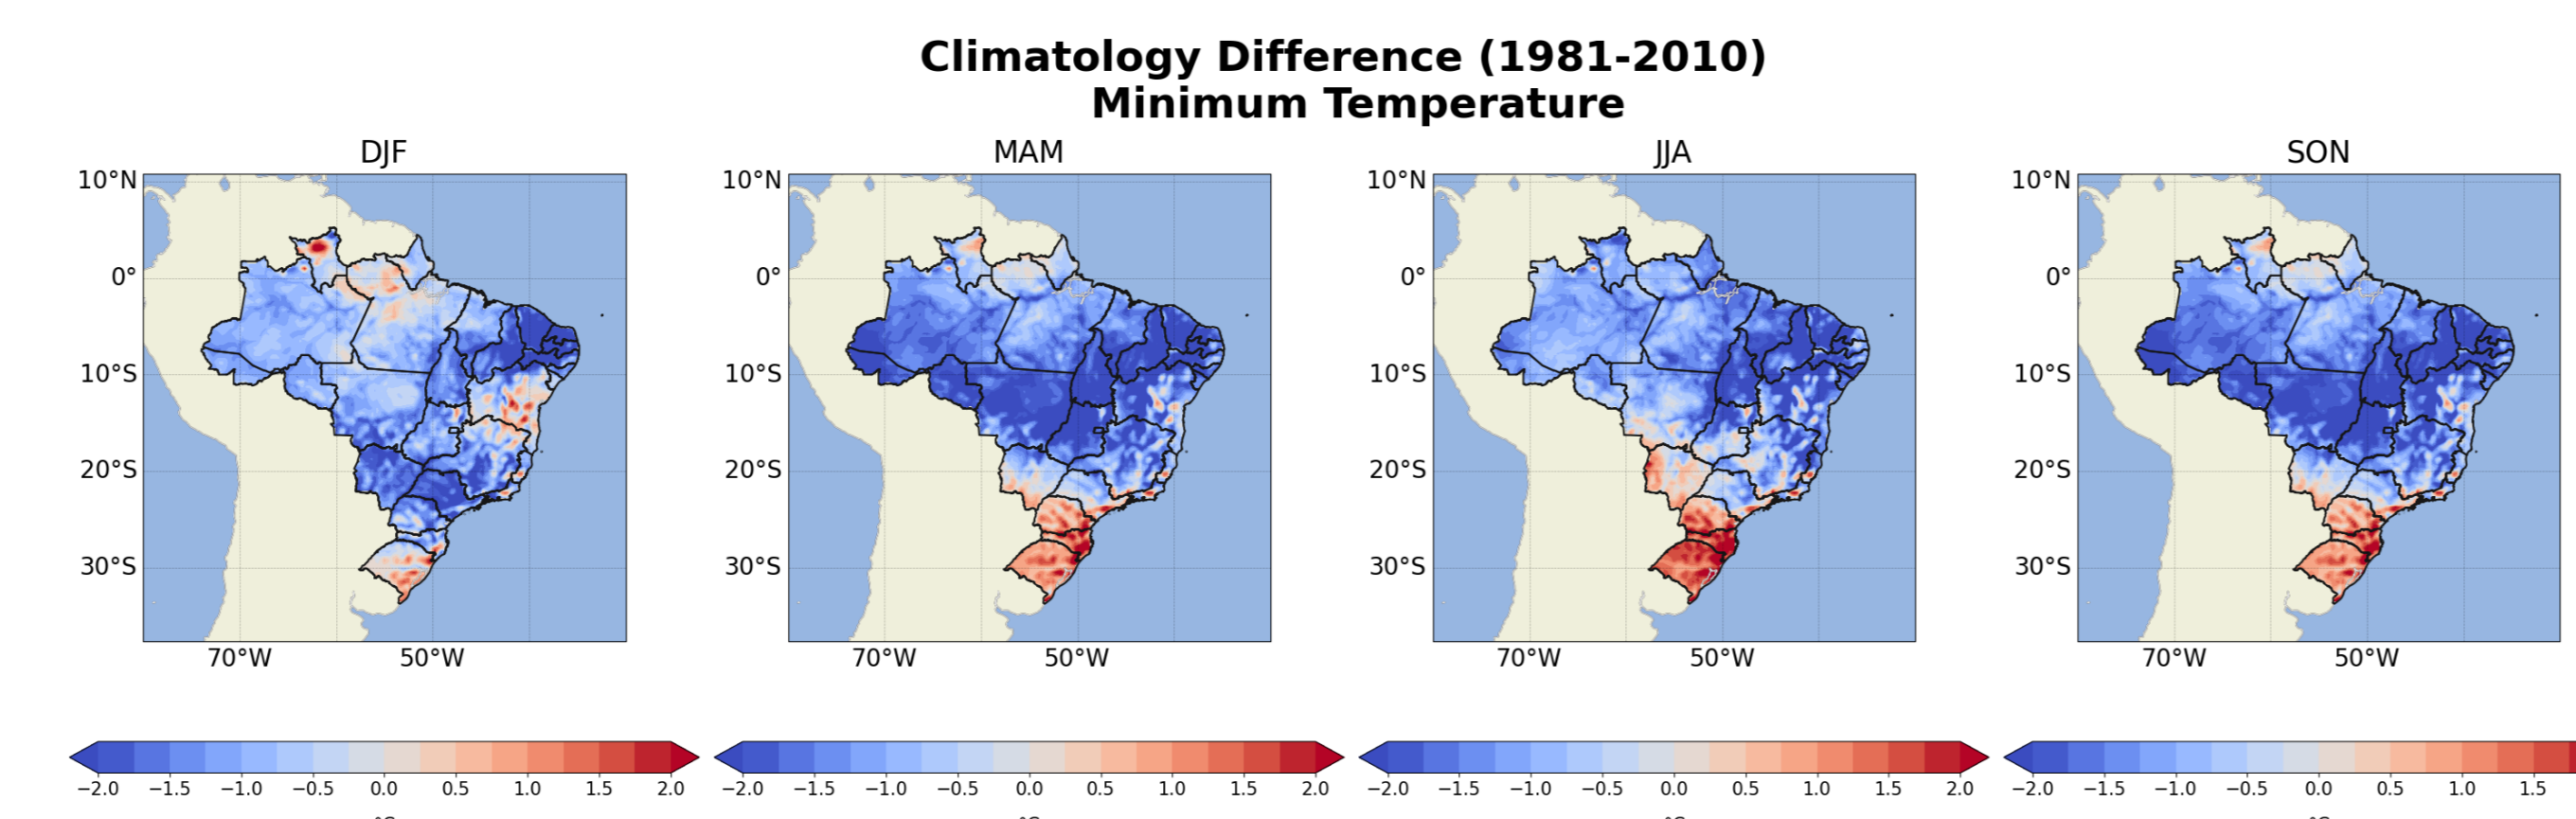 Climatology Difference (1981-2010)
Minimum Temperature
DJF MAM JJA SON
10°N 10°N 10°N 10°N
0° 0° 0° 0°
10°S 10°S 10°S 10°S
20°S 20°S 20°S 20°S
30°S 30°S 30°S 30°S
70°W 50°W 70°W 50°W 70°W 50°W 70°W 50°W
−2.0 −1.5 −1.0 −0.5 0.0 0.5 1.0 1.5 2.0 −2.0 −1.5 −1.0 −0.5 0.0 0.5 1.0 1.5 2.0 −2.0 −1.5 −1.0 −0.5 0.0 0.5 1.0 1.5 2.0 −2.0 −1.5 −1.0 −0.5 0.0 0.5 1.0 1.5